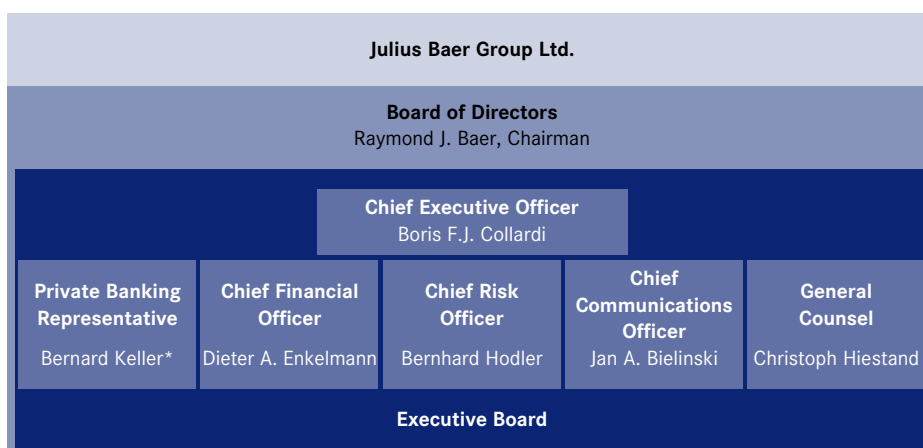 Julius Baer Group Ltd.
Board of Directors
Raymond J. Baer, Chairman
Chief Executive Officer
Boris F.J. Collardi
Private Banking
Representative
Bernard Keller*
Chief Financial
Officer
Dieter A. Enkelmann
Chief Risk
Officer
Bernhard Hodler
Chief
Communications
Officer
Jan A. Bielinski
General
Counsel
Christoph Hiestand
Executive Board